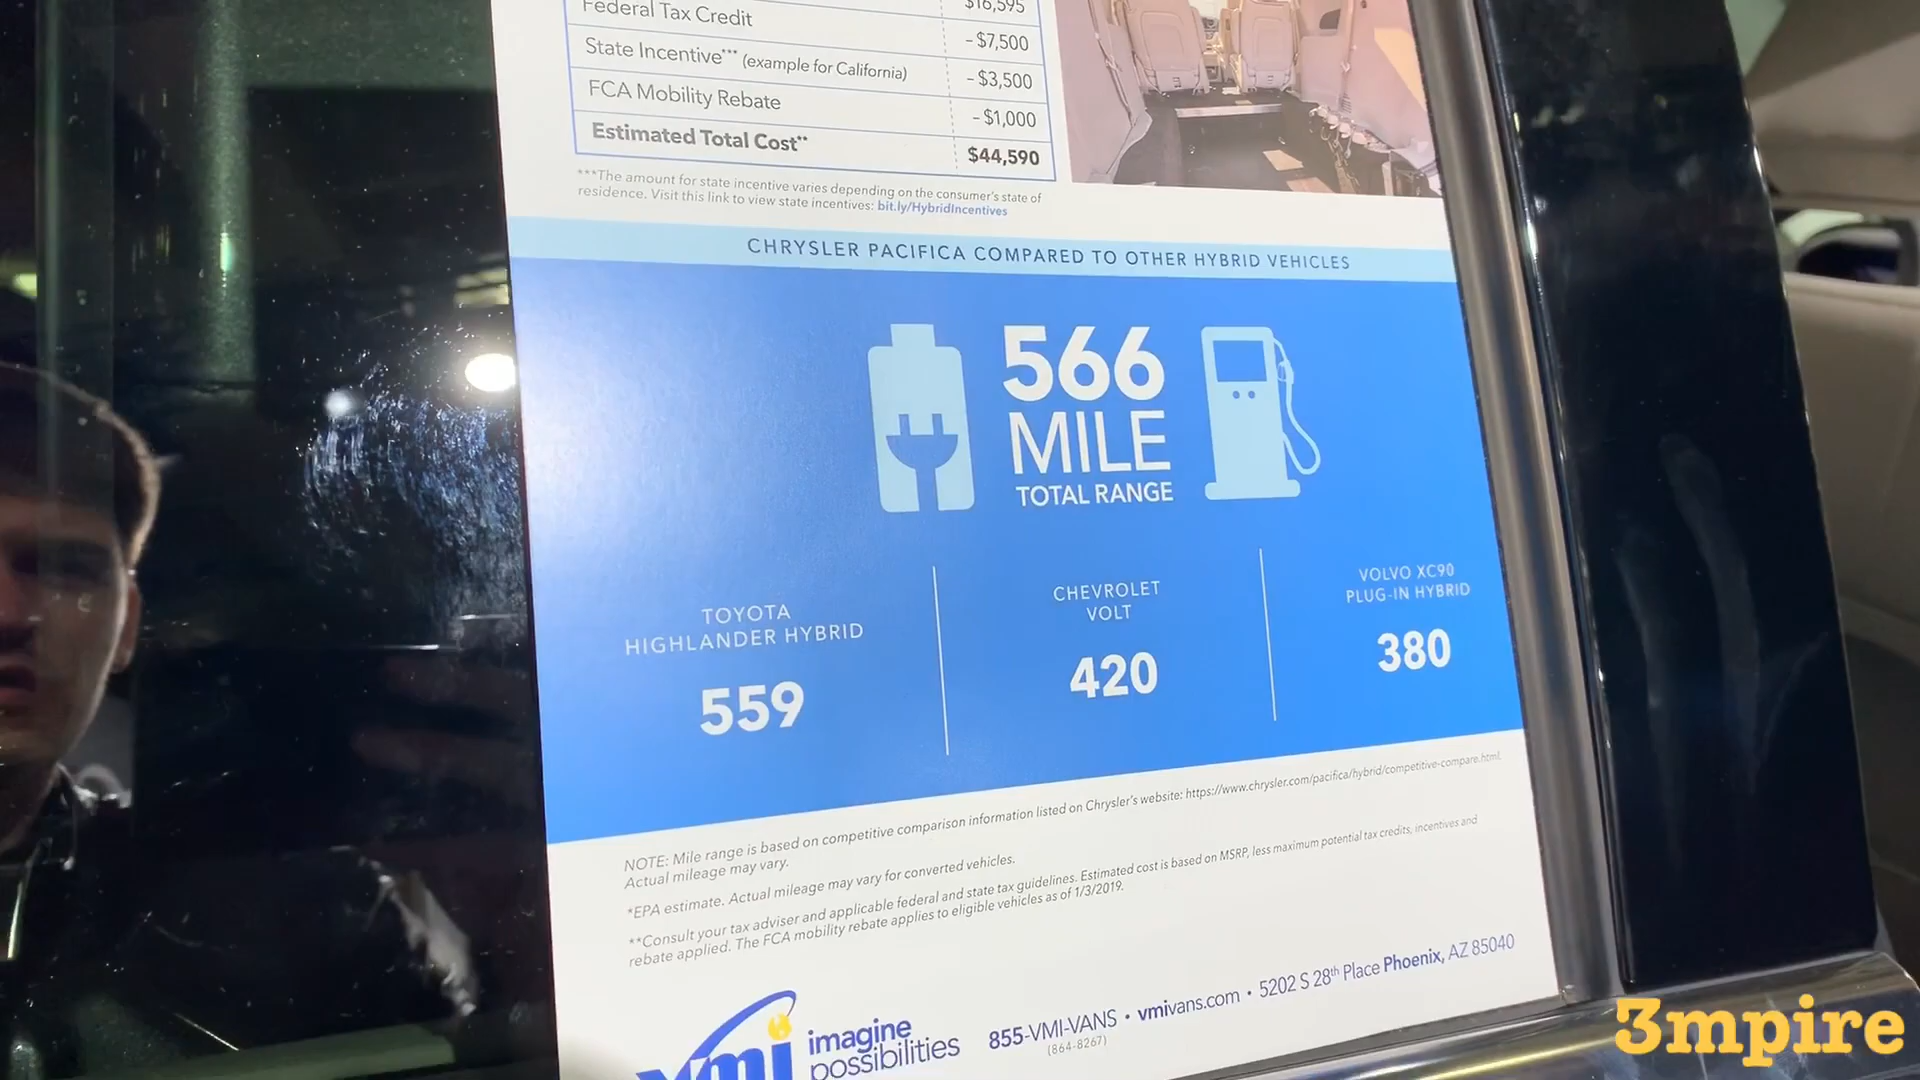 $16,595
Federal Tax Credit - $7,500
State Incentive*** (example for California) - $3,500
FCA Mobility Rebate - $1,000
Estimated Total Cost** $44,590
***The amount for state incentive varies depending on the consumer's state of
residence. Visit this link to view state incentives: bit.ly/HybridIncentives
CHRYSLER PACIFICA COMPARED TO OTHER HYBRID VEHICLES
566
MILE
TOTAL RANGE
TOYOTA
HIGHLANDER HYBRID
559
CHEVROLET
VOLT
420
VOLVO XC90
PLUG-IN HYBRID
380
NOTE: Mile range is based on competitive comparison information listed on Chrysler's website: https://www.chrysler.com/pacifica/hybrid/competitive-compare.html.
Actual mileage may vary.
*EPA estimate. Actual mileage may vary for converted vehicles.
**Consult your tax adviser and applicable federal and state tax guidelines. Estimated cost is based on MSRP, less maximum potential tax credits, incentives and
rebate applied. The FCA mobility rebate applies to eligible vehicles as of 1/3/2019.
vmi imagine
possibilities
855-VMI-VANS • vmivans.com • 5202 S 28th Place Phoenix, AZ 85040
(864-8267)
3mpire